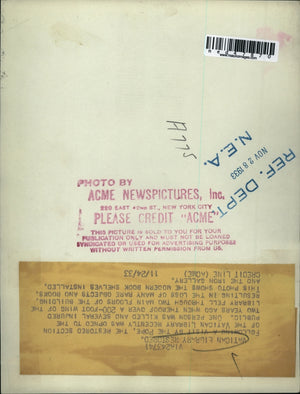 H775
REF. DEPT.
NOV 28 1933
N.E.A.
PHOTO BY
ACME NEWSPICTURES, Inc.
220 EAST 42nd ST., NEW YORK CITY
PLEASE CREDIT "ACME"
THIS PICTURE IS SOLD TO YOU FOR YOUR
PUBLICATION ONLY AND MUST NOT BE LOANED
SYNDICATED OR USED FOR ADVERTISING PURPOSES
WITHOUT WRITTEN PERMISSION FROM US.
VATICAN LIBRARY RESTORED.
FOLLOWING A VISIT BY THE POPE, THE RESTORED SECTION
OF THE VATICAN LIBRARY WAS RECENTLY OPENED TO THE
PUBLIC. ONE PERSON WAS KILLED AND SEVERAL INJURED
TWO YEARS AGO WHEN THE ROOF OVER A 200-FOOT WING OF THE
LIBRARY FELL THROUGH TWO MAIN FLOORS OF THE BUILDING,
RESULTING IN THE LOSS OF MANY RARE OBJECTS AND BOOKS.
THIS PHOTO SHOWS THE MODERN BOOK SHELVES INSTALLED,
AND THE IRON GALLERY.
CREDIT LINE (ACME) 11/24/33